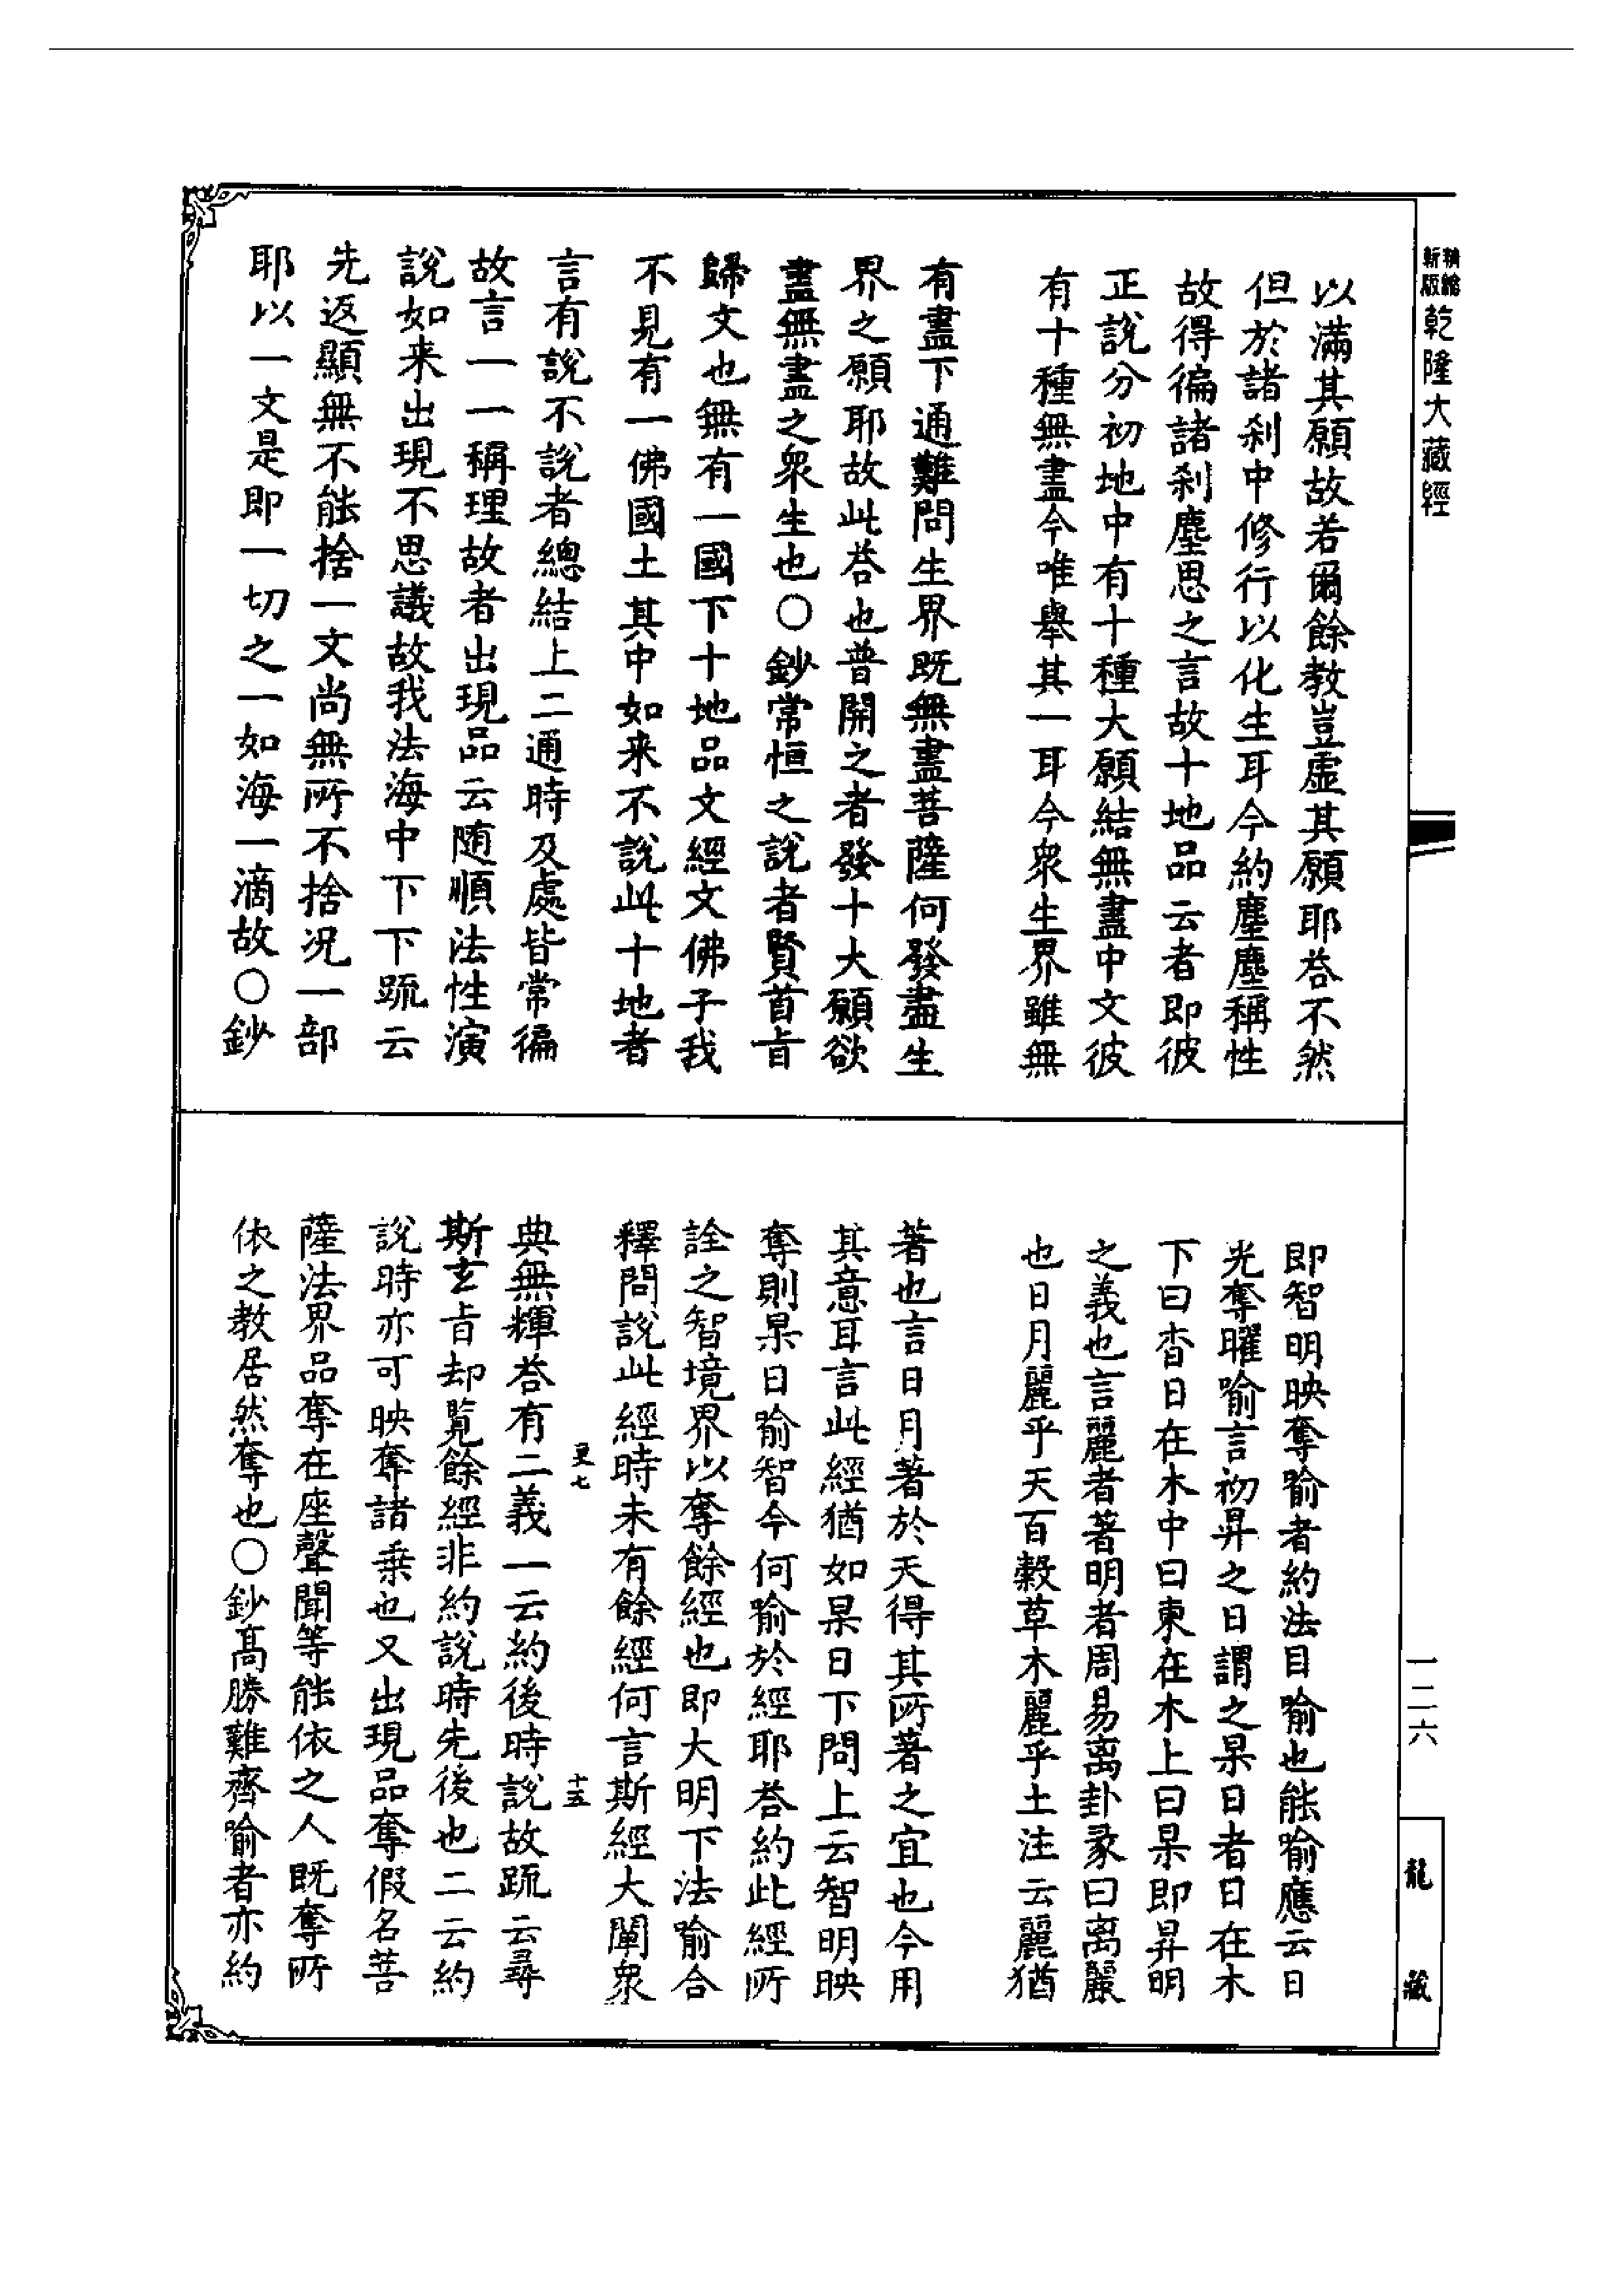 新版精縮乾隆大藏經
以滿其願故若爾餘教豈虛其願耶荅不然
但於諸刹中修行以化生耳今約塵塵稱性
故得徧諸刹塵思之言故十地品云者即彼
正說分初地中有十種大願結無盡中文彼
有十種無盡今唯舉其一耳今衆生界雖無
有盡下通難問生界既無盡菩薩何發盡生
界之願耶故此荅也普開之者發十大願欲
盡無盡之衆生也〇鈔常恒之說者賢首㫖
歸文也無有一國下十地品文經文佛子我
不見有一佛國土其中如来不說此十地者
言有說不說者總結上二通時及處皆常徧
故言一一稱理故者出現品云随順法性演
說如来出現不思議故我法海中下下䟽云
先返顯無不能捨一文尚無所不捨况一部
耶以一文是即一切之一如海一滴故〇鈔
即智明映奪喻者約法目喻也能喻應云日
光奪曜喻言初昇之日謂之杲日者日在木
下曰杳日在木中曰東在木上曰杲即昇明
之義也言麗者著明者周易离卦彖曰离麗
也日月麗乎天百穀草木麗乎土注云麗猶
著也言日月著於天得其所著之宜也今用
其意耳言此經猶如杲日下問上云智明映
奪則杲日喻智今何喻於經耶荅約此經所
詮之智境界以奪餘經也即大明下法喻合
釋問說此經時未有餘經何言斯經大闡衆
更七
十五
典無輝荅有二義一云約後時說故䟽云尋
斯玄㫖却覧餘經非約說時先後也二云約
說時亦可映奪諸乗也又出現品奪假名菩
薩法界品奪在座聲聞等能依之人既奪所
依之教居然奪也〇鈔髙勝難齊喻者亦約
一二六
龍藏